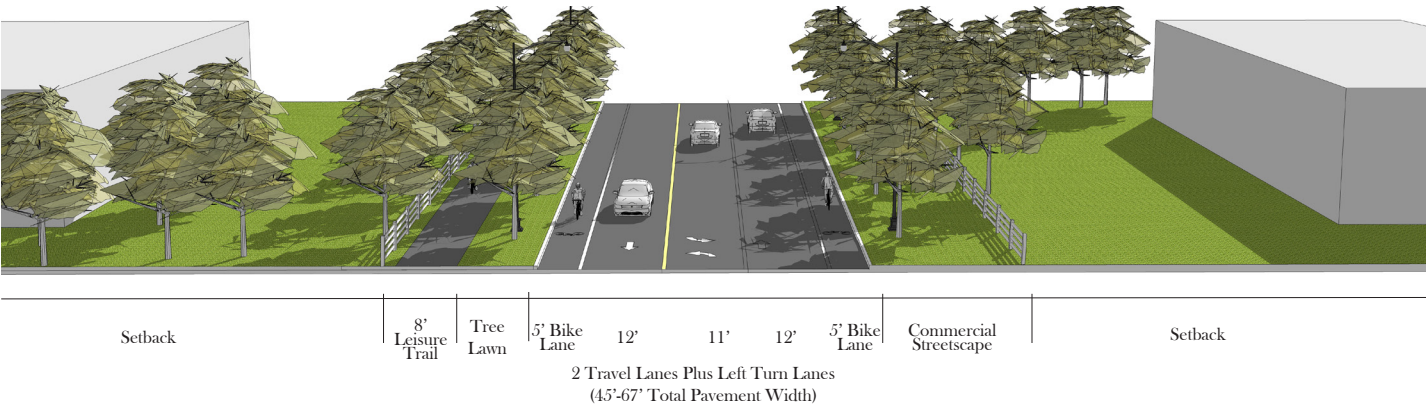 Setback
8’
Leisure
Trail
Tree
Lawn
5’ Bike
Lane
12’
11’
12’
5’ Bike
Lane
Commercial
Streetscape
Setback
2 Travel Lanes Plus Left Turn Lanes
(45’-67’ Total Pavement Width)